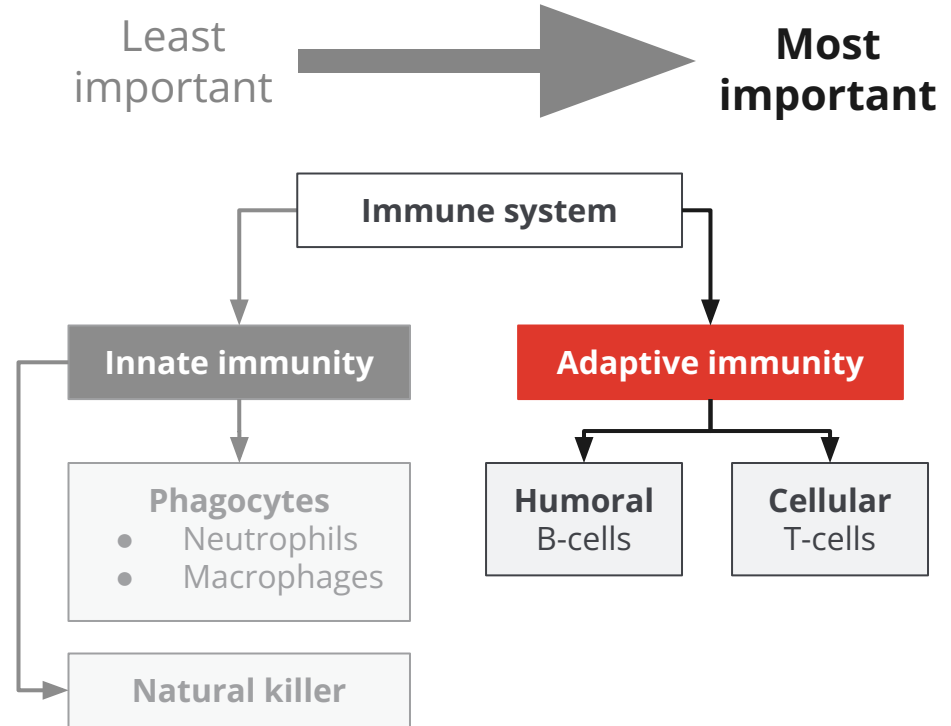 Least
important
Most
important
Immune system
Innate immunity
Adaptive immunity
Phagocytes
● Neutrophils
● Macrophages
Humoral
B-cells
Cellular
T-cells
Natural killer